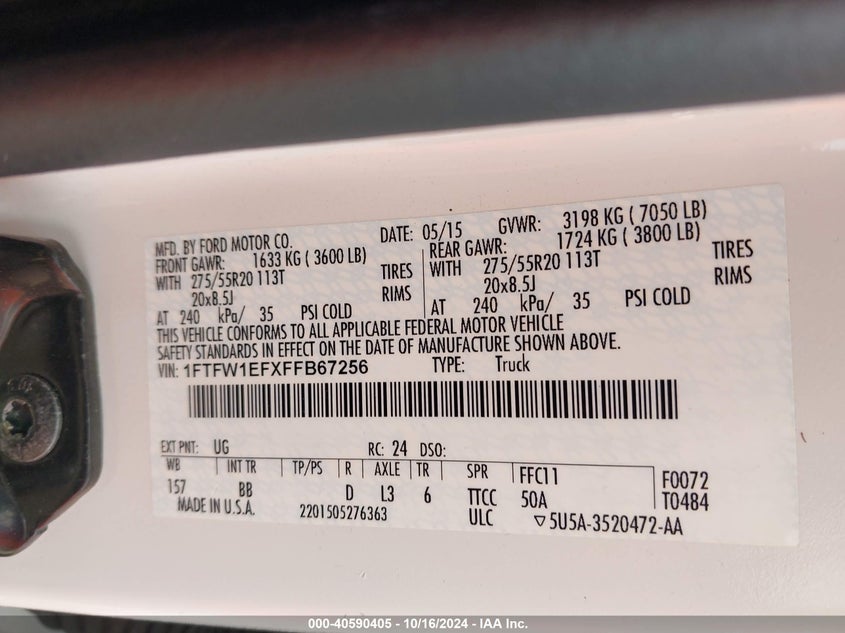 MFD. BY FORD MOTOR CO. DATE: 05/15 GVWR: 3198 KG ( 7050 LB)
FRONT GAWR: 1633 KG ( 3600 LB) REAR GAWR: 1724 KG ( 3800 LB)
WITH 275/55R20 113T TIRES WITH 275/55R20 113T TIRES
20x8.5J RIMS 20x8.5J RIMS
AT 240 kPa/ 35 PSI COLD AT 240 kPa/ 35 PSI COLD
THIS VEHICLE CONFORMS TO ALL APPLICABLE FEDERAL MOTOR VEHICLE
SAFETY STANDARDS IN EFFECT ON THE DATE OF MANUFACTURE SHOWN ABOVE.
VIN: 1FTFW1EFXFFB67256 TYPE: Truck
EXT PNT: UG RC: 24 DSO:
WB INT TR TP/PS R AXLE TR SPR FFC11 F0072
157 BB D L3 6 TTCC 50A T0484
MADE IN U.S.A. 2201505276363 ULC ▽5U5A-3520472-AA
000-40590405 - 10/16/2024 - IAA Inc.